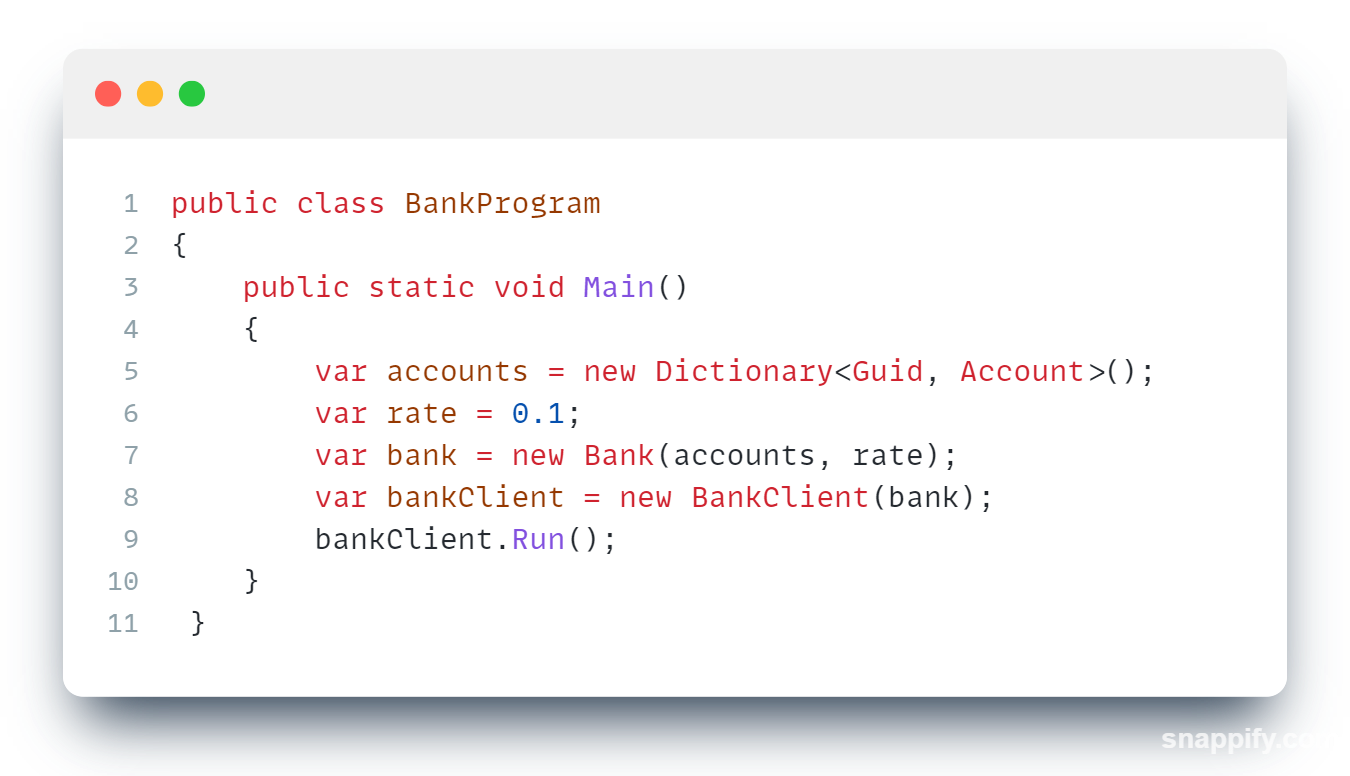 1 public class BankProgram
2 {
3     public static void Main()
4     {
5         var accounts = new Dictionary<Guid, Account>();
6         var rate = 0.1;
7         var bank = new Bank(accounts, rate);
8         var bankClient = new BankClient(bank);
9         bankClient.Run();
10     }
11  }
snappify.com